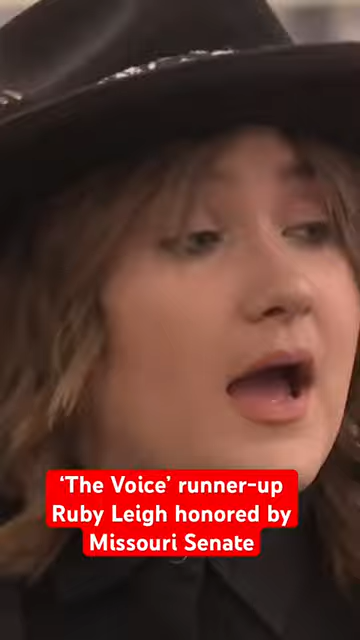 ‘The Voice’ runner-up
Ruby Leigh honored by
Missouri Senate